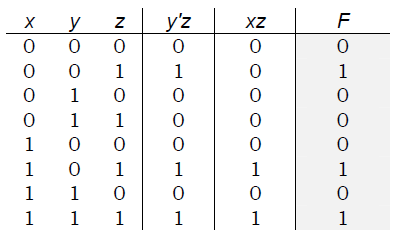 x y z y'z xz F
0 0 0 0 0 0
0 0 1 1 0 1
0 1 0 0 0 0
0 1 1 0 0 0
1 0 0 0 0 0
1 0 1 1 1 1
1 1 0 0 0 0
1 1 1 1 1 1